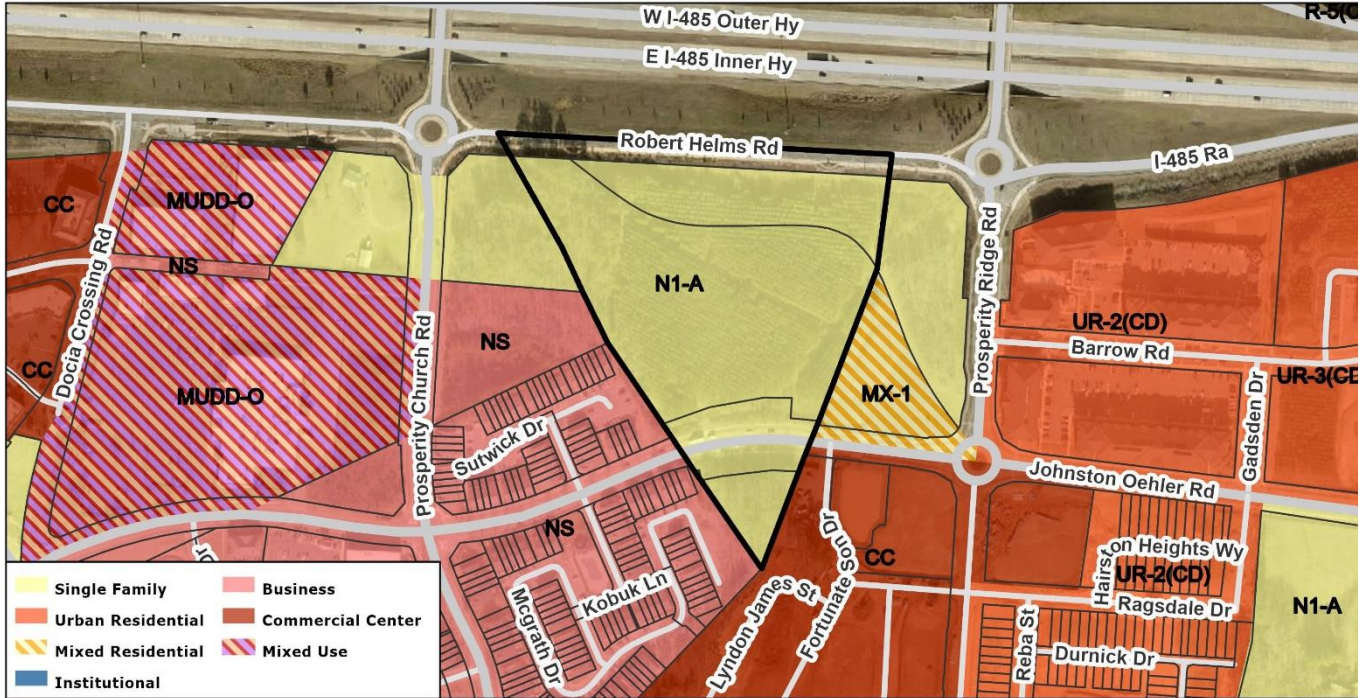 W I-485 Outer Hy
R-5(C
E I-485 Inner Hy
Robert Helms Rd
I-485 Ra
CC
MUDD-O
NS
Docia Crossing Rd
N1-A
Prosperity Church Rd
NS
Prosperity Ridge Rd
UR-2(CD)
Barrow Rd
CC
MUDD-O
MX-1
UR-3(CD
Gadsden Dr
Sutwick Dr
Johnston Oehler Rd
NS
CC
Fortunate Son Dr
Hairston Heights Wy
UR-2(CD)
Kobuk Ln
Mcgrath Dr
Lyndon James St
Ragsdale Dr
N1-A
Reba St
Durnick Dr
Single Family
Business
Urban Residential
Commercial Center
Mixed Residential
Mixed Use
Institutional